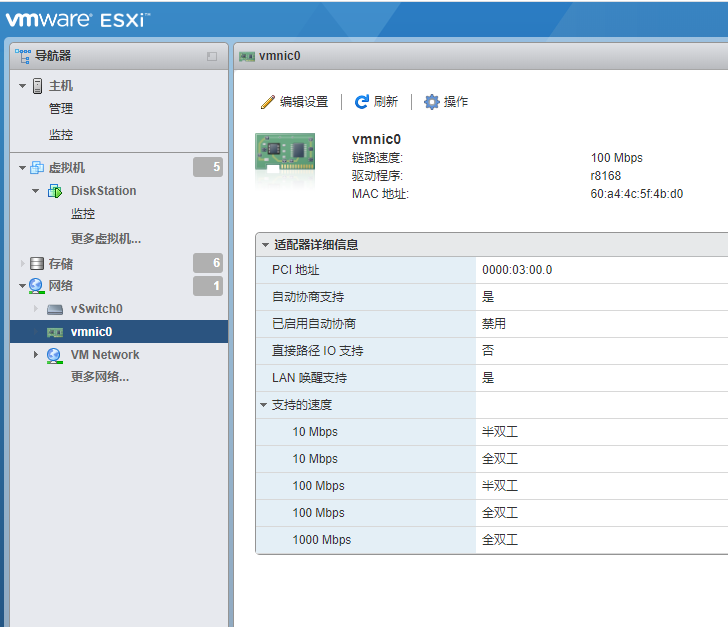 vmware ESXi™
导航器
主机
管理
监控
虚拟机 5
DiskStation
监控
更多虚拟机...
存储 6
网络 1
vSwitch0
vmnic0
VM Network
更多网络...
vmnic0
编辑设置 刷新 操作
vmnic0
链路速度: 100 Mbps
驱动程序: r8168
MAC 地址: 60:a4:4c:5f:4b:d0
适配器详细信息
PCI 地址 0000:03:00.0
自动协商支持 是
已启用自动协商 禁用
直接路径 IO 支持 否
LAN 唤醒支持 是
支持的速度
10 Mbps 半双工
10 Mbps 全双工
100 Mbps 半双工
100 Mbps 全双工
1000 Mbps 全双工